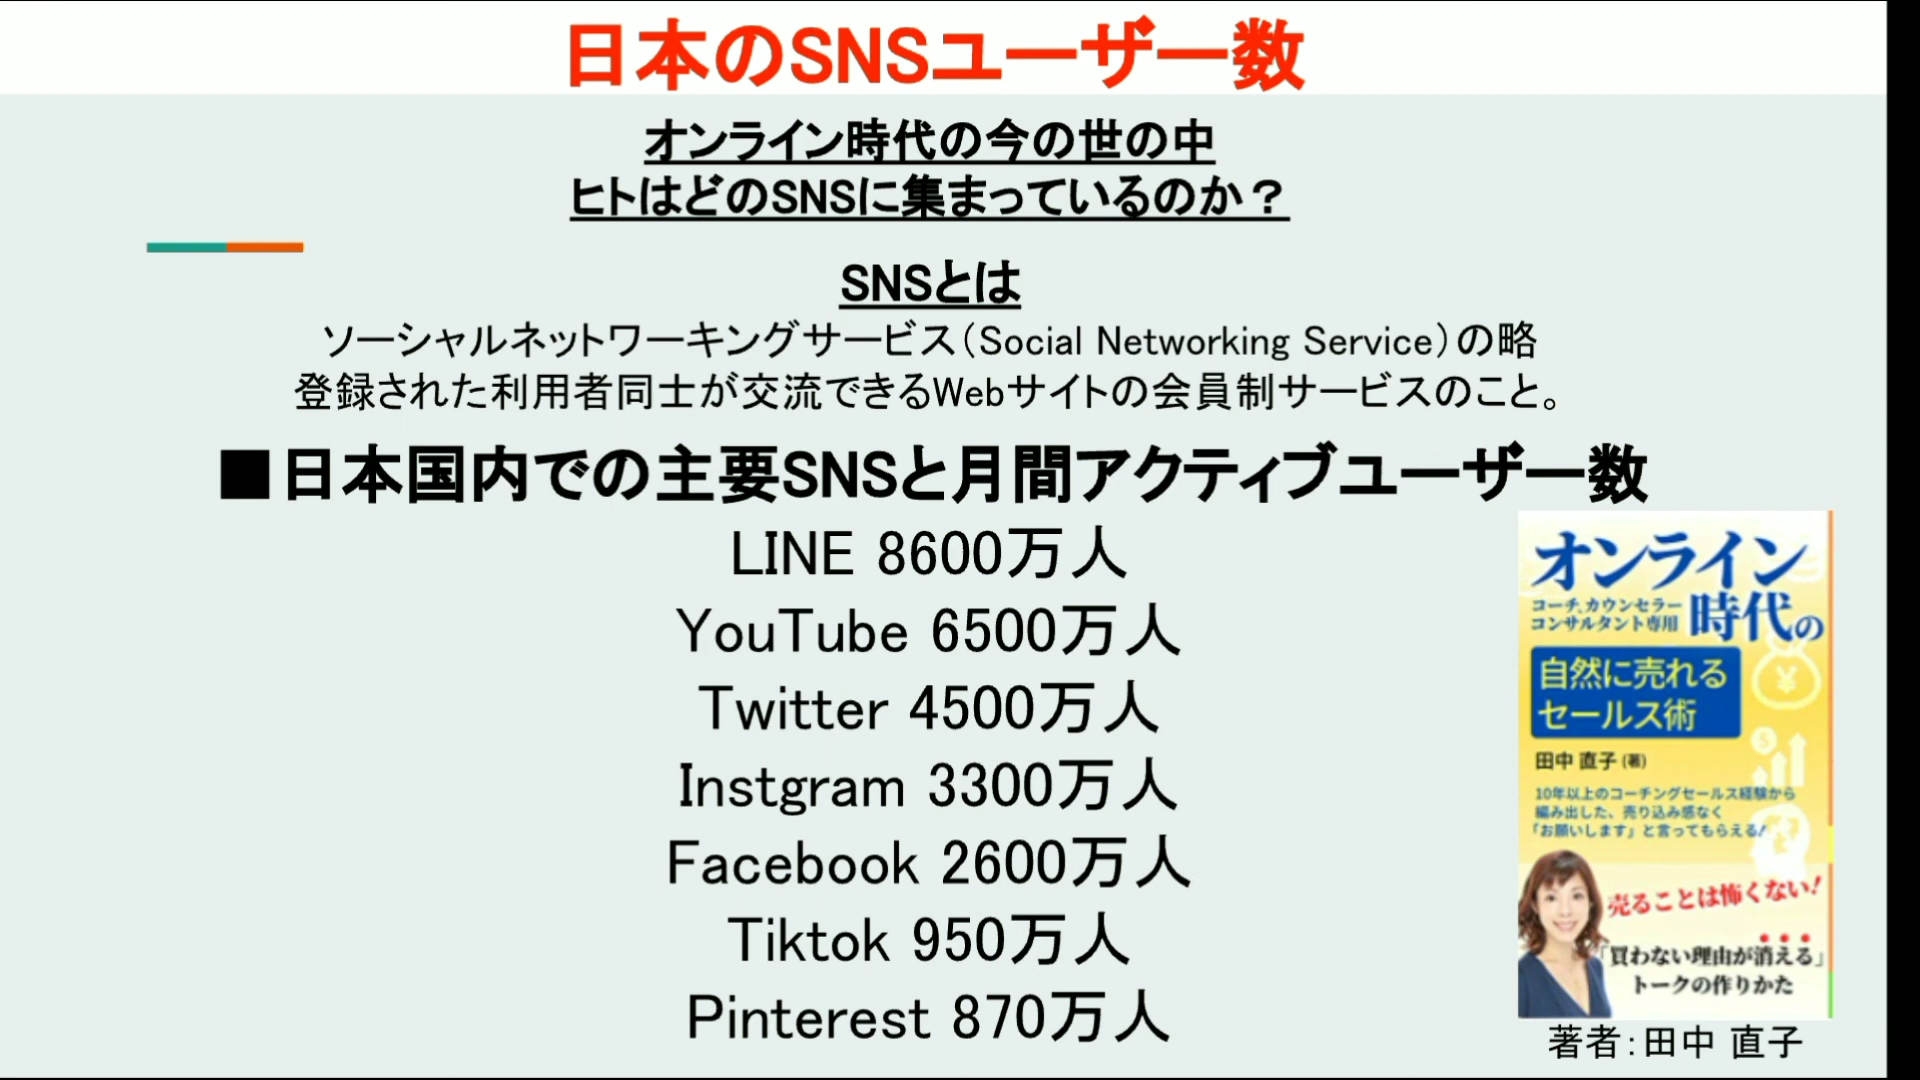 日本のSNSユーザー数
オンライン時代の今の世の中
ヒトはどのSNSに集まっているのか？
SNSとは
ソーシャルネットワーキングサービス（Social Networking Service）の略
登録された利用者同士が交流できるWebサイトの会員制サービスのこと。
■日本国内での主要SNSと月間アクティブユーザー数
LINE 8600万人
YouTube 6500万人
Twitter 4500万人
Instgram 3300万人
Facebook 2600万人
Tiktok 950万人
Pinterest 870万人
オンライン
コーチ、カウンセラー
コンサルタント専用
時代の
自然に売れる
セールス術
田中 直子(著)
10年以上のコーチングセールス経験から
編み出した、売り込み感なく
「お願いします」と言ってもらえる!
売ることは怖くない!
「買わない理由が消える」
トークの作りかた
著者：田中 直子